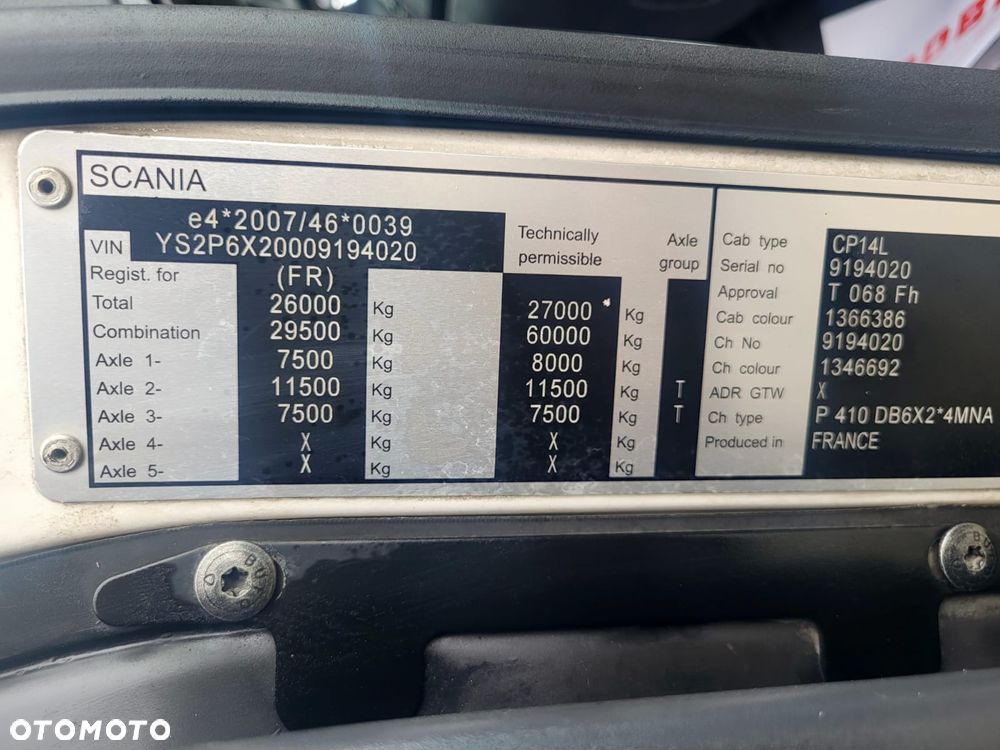 SCANIA
e4*2007/46*0039
VIN YS2P6X20009194020
Technically permissible
Axle group
Regist. for (FR)
Total 26000 Kg 27000 Kg
Combination 29500 Kg 60000 Kg
Axle 1- 7500 Kg 8000 Kg
Axle 2- 11500 Kg 11500 Kg T
Axle 3- 7500 Kg 7500 Kg T
Axle 4- X Kg X Kg
Axle 5- X Kg X Kg
Cab type CP14L
Serial no 9194020
Approval T 068 Fh
Cab colour 1366386
Ch No 9194020
Ch colour 1346692
ADR GTW X
Ch type P 410 DB6X2*4MNA
Produced in FRANCE
OTOMOTO